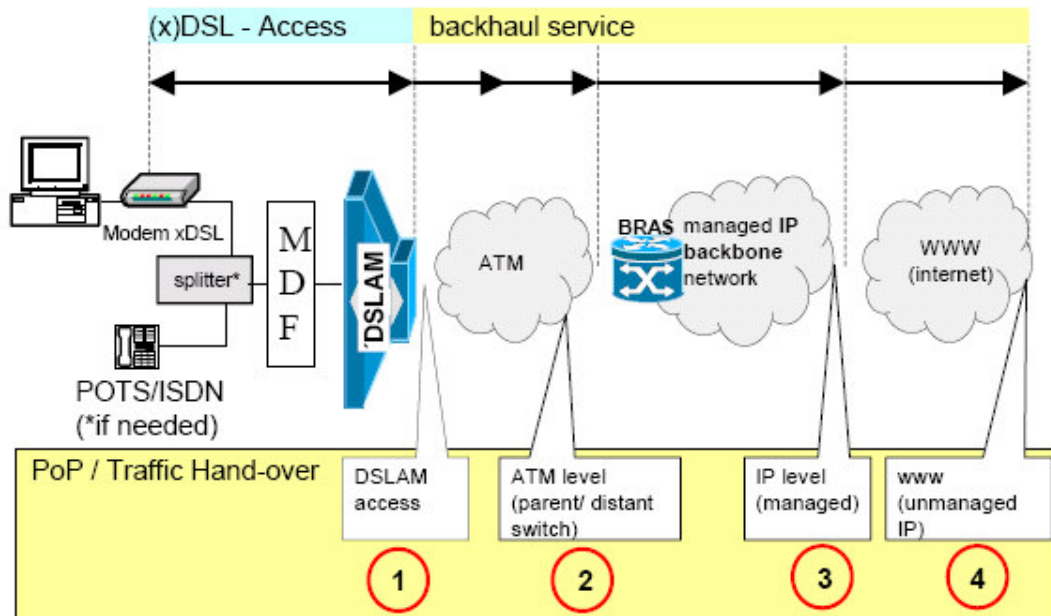 (x)DSL - Access
backhaul service
Modem xDSL
splitter*
POTS/ISDN
(*if needed)
M
D
F
DSLAM
ATM
BRAS
managed IP
backbone
network
WWW
(internet)
PoP / Traffic Hand-over
DSLAM
access
ATM level
(parent/ distant
switch)
IP level
(managed)
www
(unmanaged
IP)
1
2
3
4